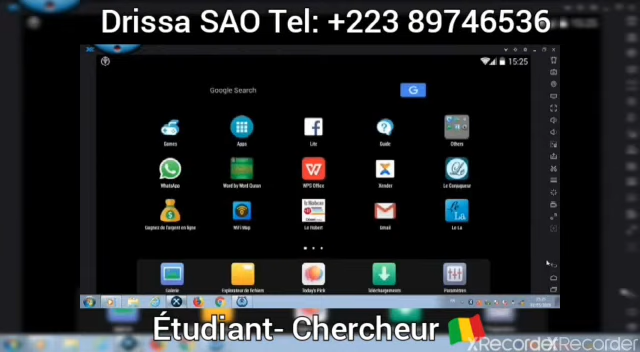 Drissa SAO Tel: +223 89746536
15:25
Google Search
G
Games
Apps
Lite
Guide
Others
WhatsApp
Word by Word Quran
WPS Office
Xender
Le Conjugueur
Gagnez de l'argent en ligne
WiFi Map
Le Robert
Gmail
Le La
Galerie
Explorateur de fichiers
Today's Pick
Téléchargements
Paramètres
Étudiant- Chercheur
XRecorder
XRecorder